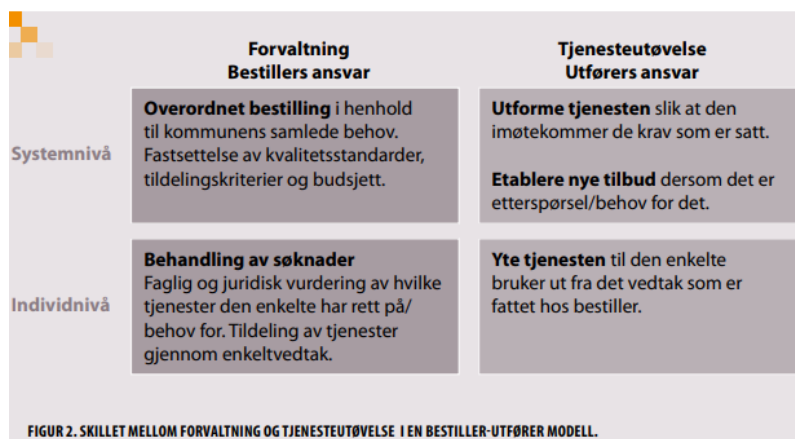 Forvaltning
Bestillers ansvar
Tjenesteutøvelse
Utførers ansvar
Systemnivå
Overordnet bestilling i henhold
til kommunens samlede behov.
Fastsettelse av kvalitetsstandarder,
tildelingskriterier og budsjett.
Utforme tjenesten slik at den
imøtekommer de krav som er satt.
Etablere nye tilbud dersom det er
etterspørsel/behov for det.
Individnivå
Behandling av søknader
Faglig og juridisk vurdering av hvilke
tjenester den enkelte har rett på/
behov for. Tildeling av tjenester
gjennom enkeltvedtak.
Yte tjenesten til den enkelte
bruker ut fra det vedtak som er
fattet hos bestiller.
FIGUR 2. SKILLET MELLOM FORVALTNING OG TJENESTEUTØVELSE I EN BESTILLER-UTFØRER MODELL.